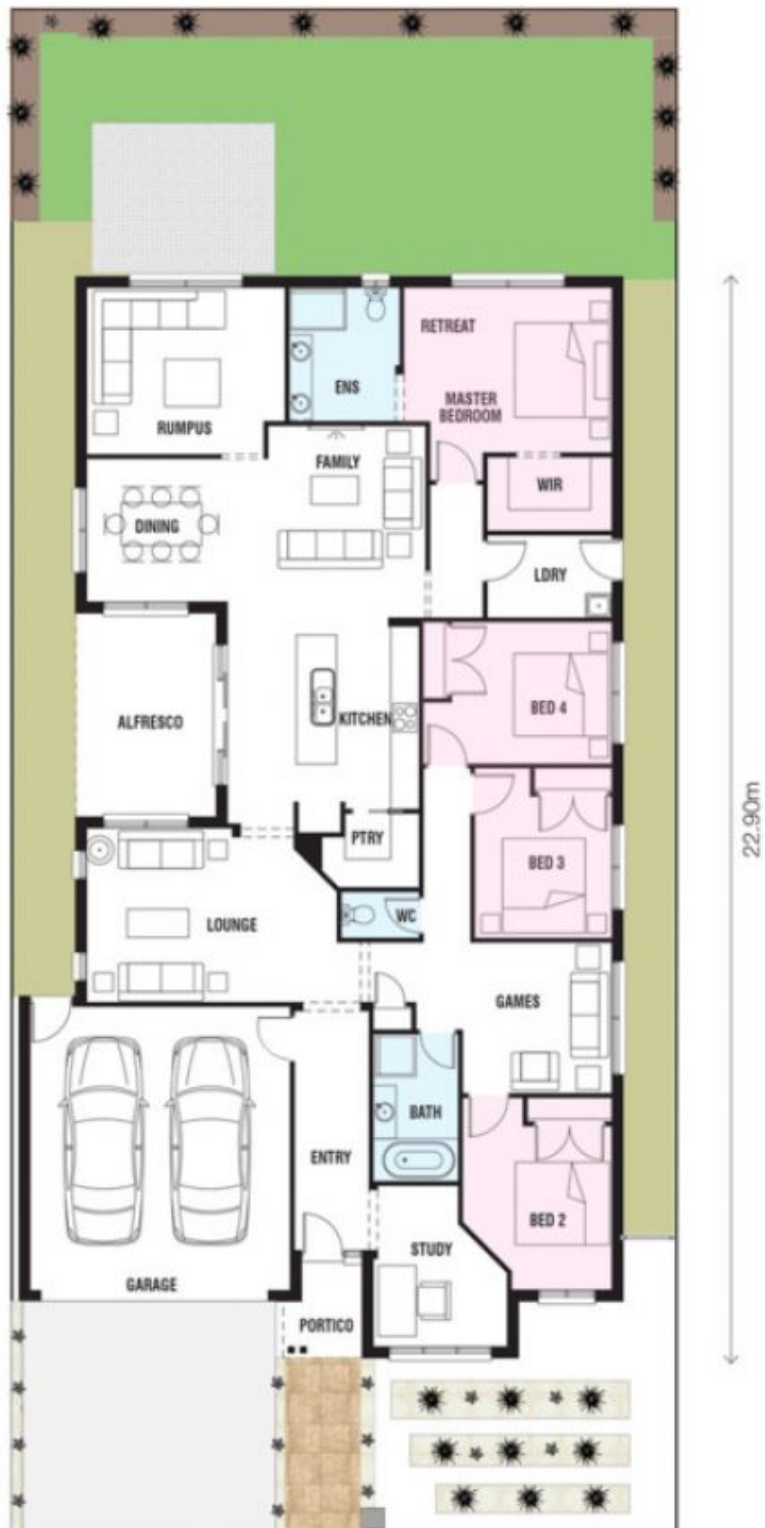 RETREAT
MASTER
BEDROOM
ENS
RUMPUS
FAMILY
WIR
DINING
LDRY
BED 4
ALFRESCO
KITCHEN
PTRY
BED 3
WC
LOUNGE
GAMES
BATH
ENTRY
BED 2
STUDY
GARAGE
PORTICO
22.90m